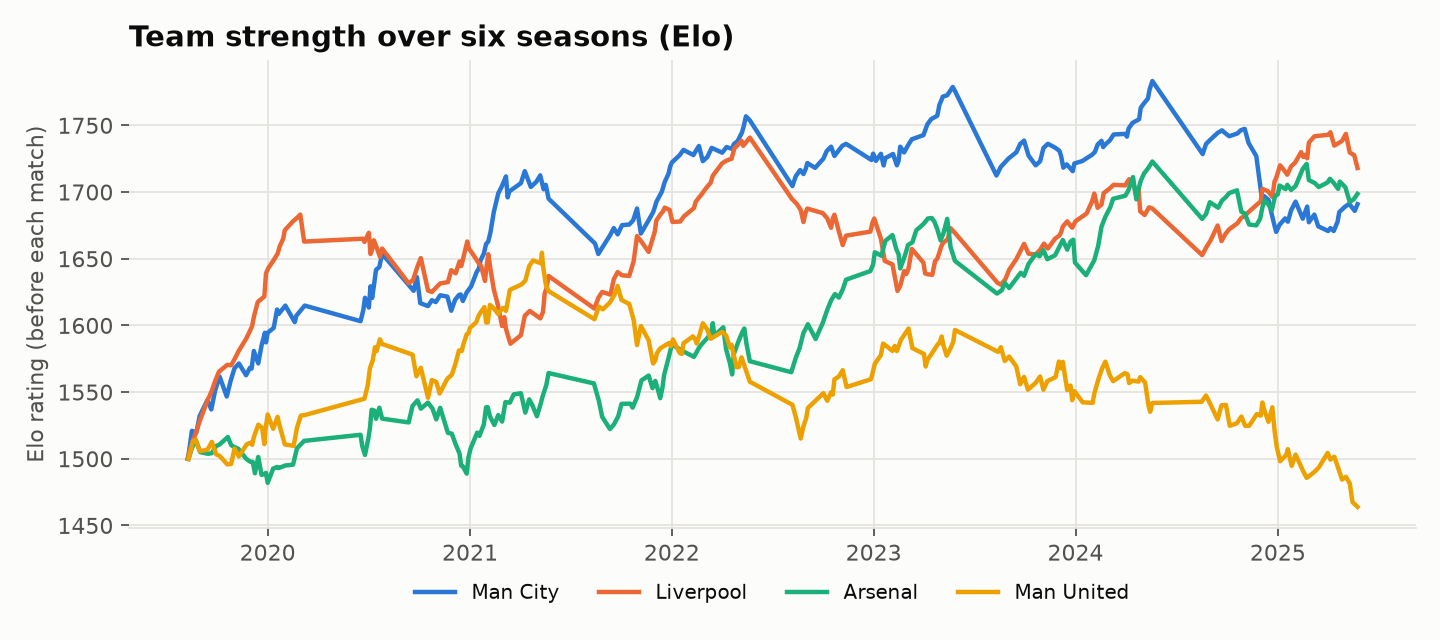 Team strength over six seasons (Elo)
Elo rating (before each match)
1750
1700
1650
1600
1550
1500
1450
2020 2021 2022 2023 2024 2025
Man City Liverpool Arsenal Man United